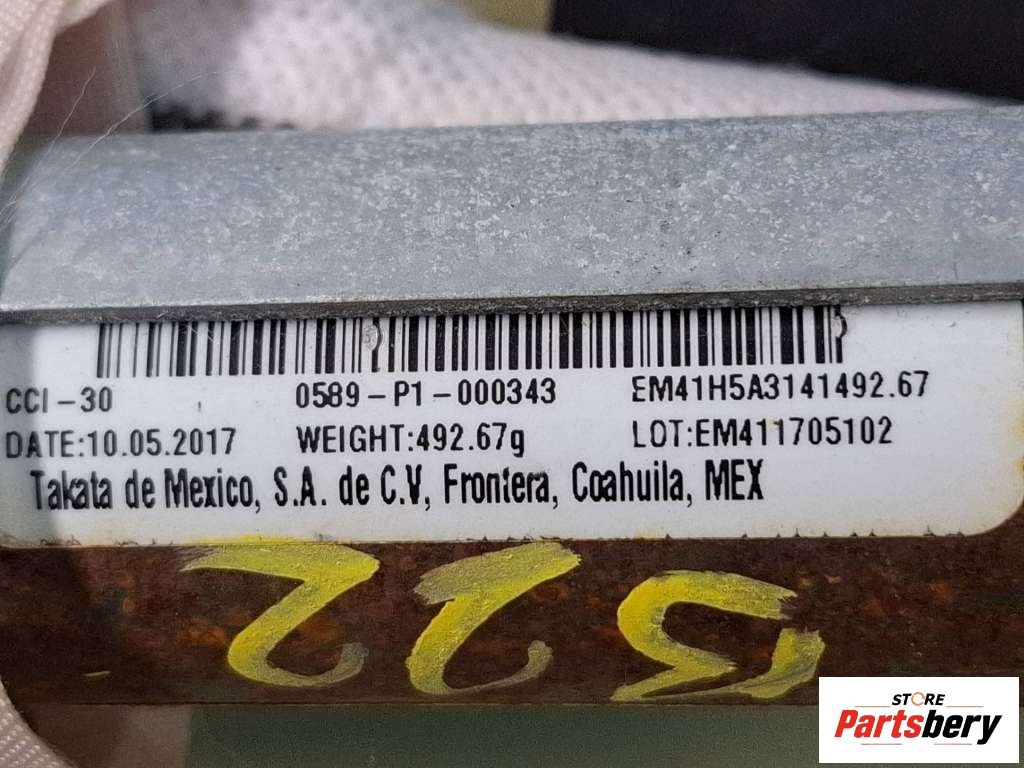 CCI-30 0589-P1-000343 EM41H5A3141492.67
DATE:10.05.2017 WEIGHT:492.67g LOT:EM411705102
Takata de Mexico, S.A. de C.V, Frontera, Coahuila, MEX
225
STORE
Partsbery